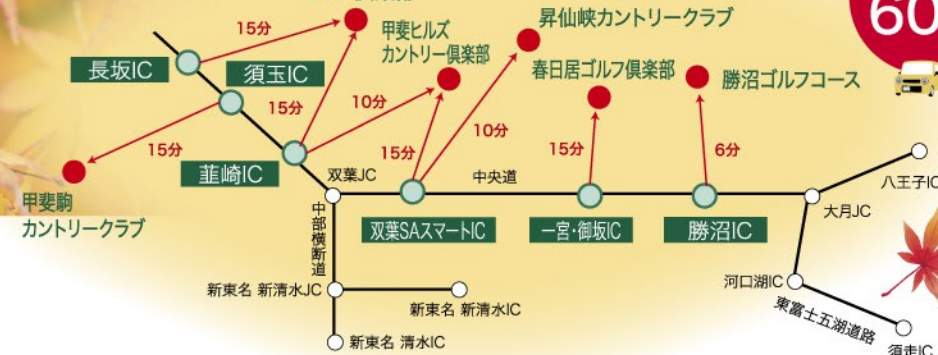 60
昇仙峡カントリークラブ
15分
甲斐ヒルズ
カントリー倶楽部
長坂IC
須玉IC
春日居ゴルフ倶楽部
勝沼ゴルフコース
15分
10分
10分
15分
15分
15分
6分
韮崎IC
双葉JC
中央道
八王子IC
甲斐駒
カントリークラブ
中部横断道
双葉SAスマートIC
一宮・御坂IC
勝沼IC
大月JC
新東名 新清水JC
新東名 新清水IC
河口湖IC
東富士五湖道路
新東名 清水IC
須走IC